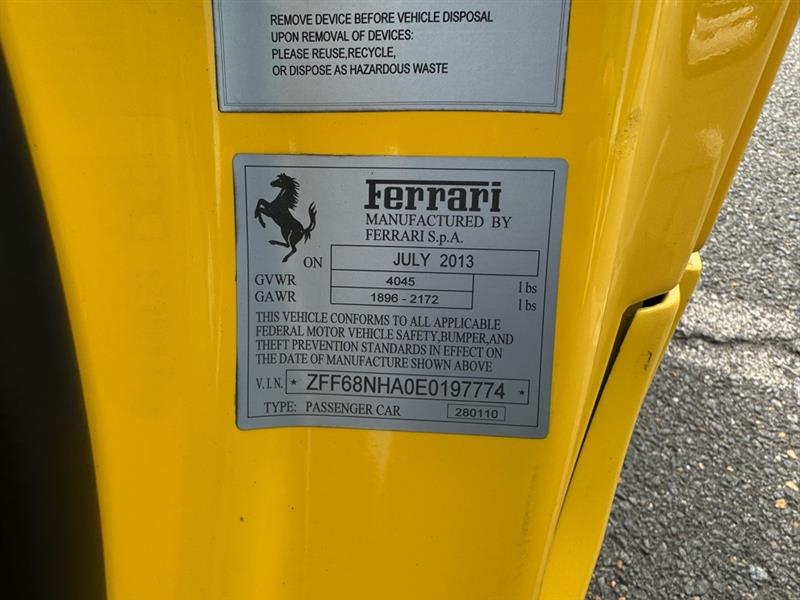 REMOVE DEVICE BEFORE VEHICLE DISPOSAL
UPON REMOVAL OF DEVICES:
PLEASE REUSE,RECYCLE,
OR DISPOSE AS HAZARDOUS WASTE
Ferrari
MANUFACTURED BY
FERRARI S.p.A.
ON JULY 2013
GVWR 4045 lbs
GAWR 1896 - 2172 lbs
THIS VEHICLE CONFORMS TO ALL APPLICABLE
FEDERAL MOTOR VEHICLE SAFETY,BUMPER,AND
THEFT PREVENTION STANDARDS IN EFFECT ON
THE DATE OF MANUFACTURE SHOWN ABOVE
V.I.N. * ZFF68NHA0E0197774 *
TYPE: PASSENGER CAR 280110